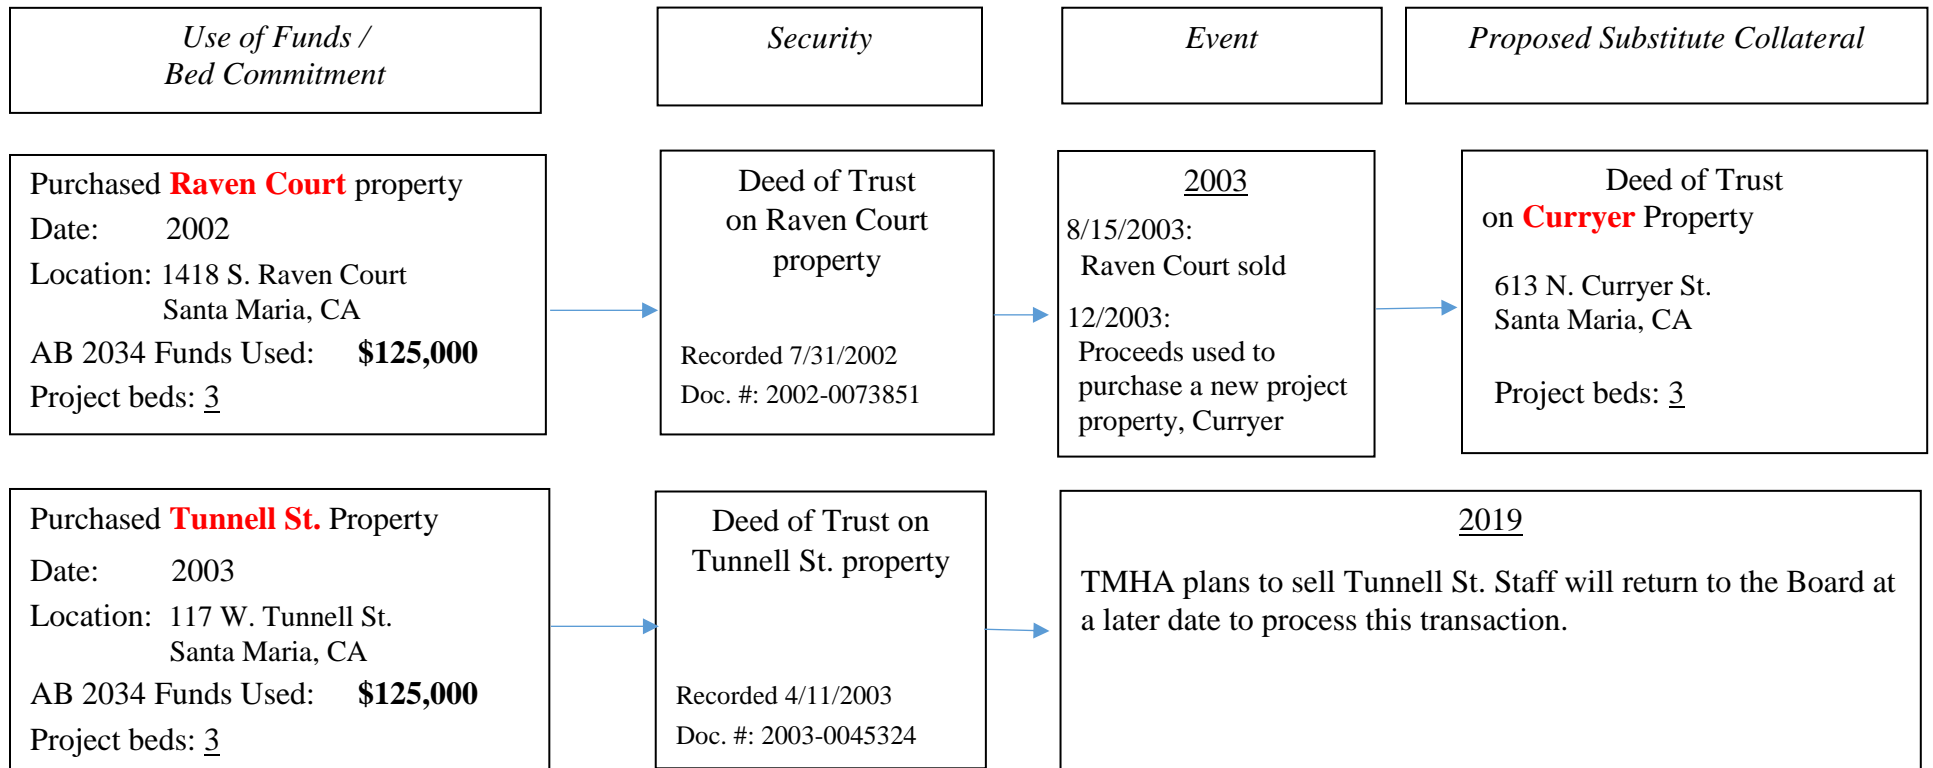 Use of Funds /
Bed Commitment
Security
Event
Proposed Substitute Collateral
Purchased Raven Court property
Date: 2002
Location: 1418 S. Raven Court
Santa Maria, CA
AB 2034 Funds Used: $125,000
Project beds: 3
Deed of Trust
on Raven Court
property
Recorded 7/31/2002
Doc. #: 2002-0073851
2003
8/15/2003:
Raven Court sold
12/2003:
Proceeds used to
purchase a new project
property, Curryer
Deed of Trust
on Curryer Property
613 N. Curryer St.
Santa Maria, CA
Project beds: 3
Purchased Tunnell St. Property
Date: 2003
Location: 117 W. Tunnell St.
Santa Maria, CA
AB 2034 Funds Used: $125,000
Project beds: 3
Deed of Trust on
Tunnell St. property
Recorded 4/11/2003
Doc. #: 2003-0045324
2019
TMHA plans to sell Tunnell St. Staff will return to the Board at
a later date to process this transaction.